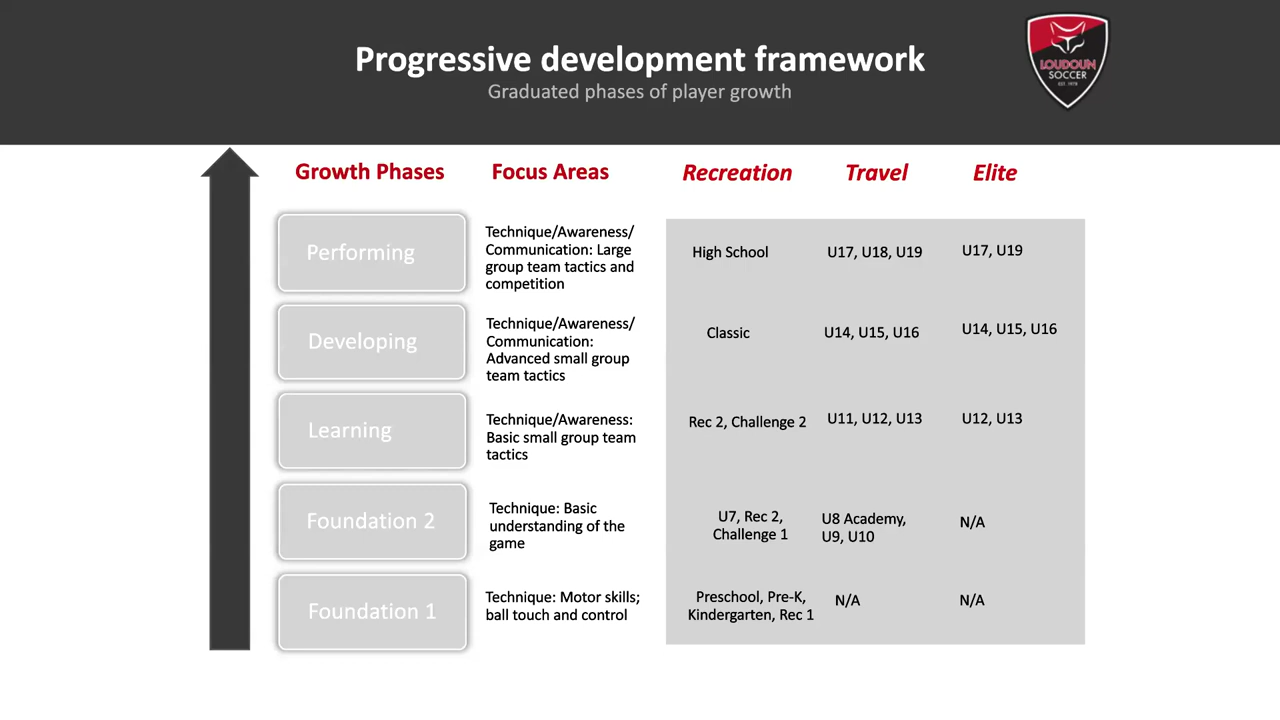 Progressive development framework
Graduated phases of player growth
LOUDOUN
SOCCER
EST. 1979
Growth Phases
Focus Areas
Recreation
Travel
Elite
Performing
Technique/Awareness/
Communication: Large
group team tactics and
competition
High School
U17, U18, U19
U17, U19
Developing
Technique/Awareness/
Communication:
Advanced small group
team tactics
Classic
U14, U15, U16
U14, U15, U16
Learning
Technique/Awareness:
Basic small group team
tactics
Rec 2, Challenge 2
U11, U12, U13
U12, U13
Foundation 2
Technique: Basic
understanding of the
game
U7, Rec 2,
Challenge 1
U8 Academy,
U9, U10
N/A
Foundation 1
Technique: Motor skills;
ball touch and control
Preschool, Pre-K,
Kindergarten, Rec 1
N/A
N/A